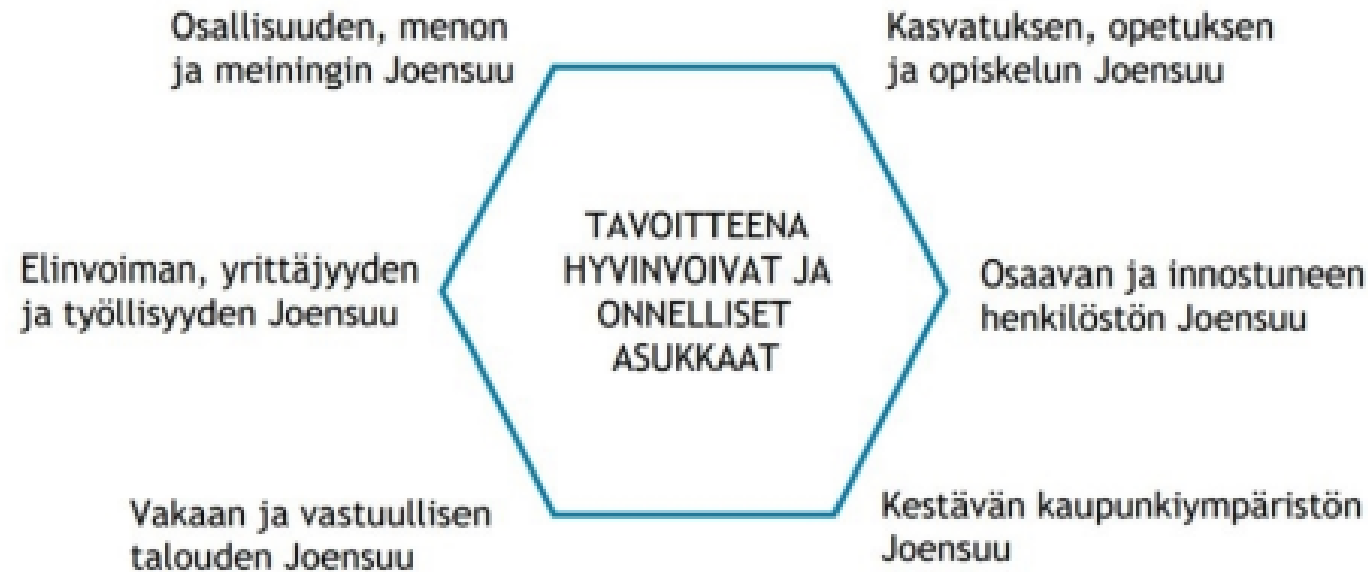 Osallisuuden, menon
ja meiningin Joensuu
Kasvatuksen, opetuksen
ja opiskelun Joensuu
TAVOITTEENA
HYVINVOIVAT JA
ONNELLISET
ASUKKAAT
Elinvoiman, yrittäjyyden
ja työllisyyden Joensuu
Osaavan ja innostuneen
henkilöstön Joensuu
Vakaan ja vastuullisen
talouden Joensuu
Kestävän kaupunkiympäristön
Joensuu